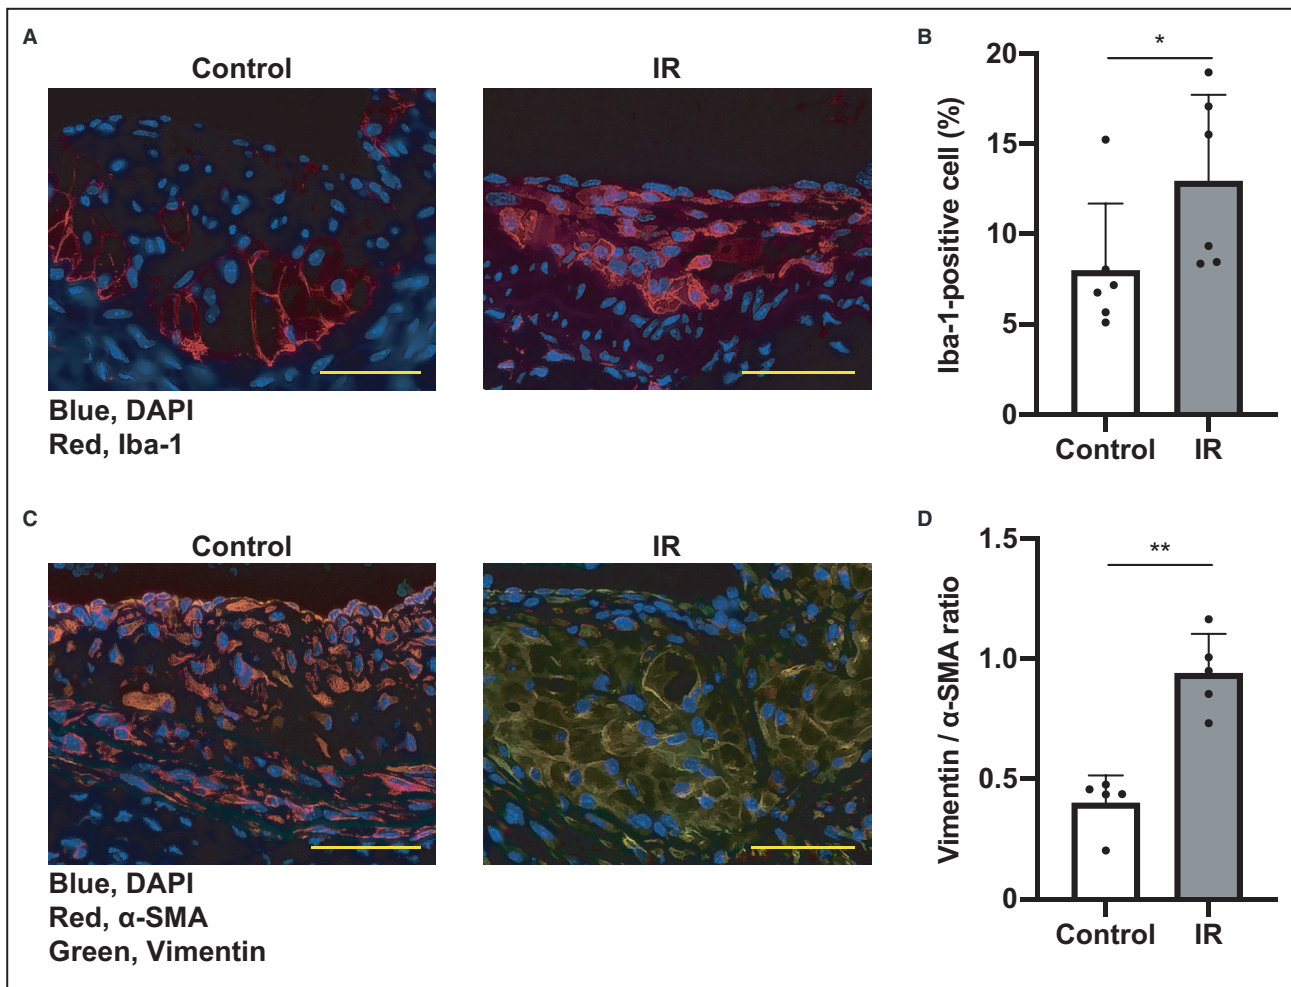 A
Control
IR
Blue, DAPI
Red, Iba-1
B
*
Iba-1-positive cell (%)
20
15
10
5
0
Control
IR
C
Control
IR
Blue, DAPI
Red, α-SMA
Green, Vimentin
D
**
Vimentin / α-SMA ratio
1.5
1.0
0.5
0
Control
IR